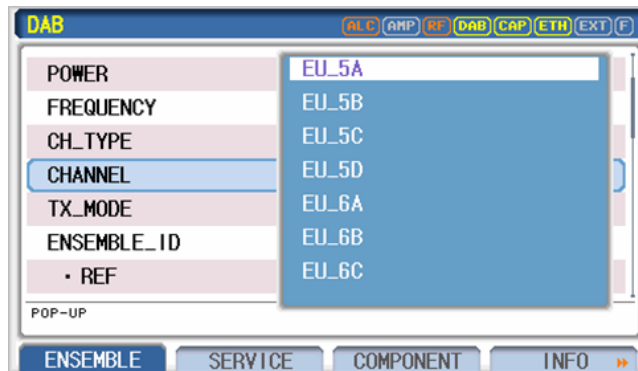 DAB ALC AMP RF DAB CAP ETH EXT F
POWER
FREQUENCY
CH_TYPE
CHANNEL
TX_MODE
ENSEMBLE_ID
· REF
EU_5A
EU_5B
EU_5C
EU_5D
EU_6A
EU_6B
EU_6C
POP-UP
ENSEMBLE SERVICE COMPONENT INFO